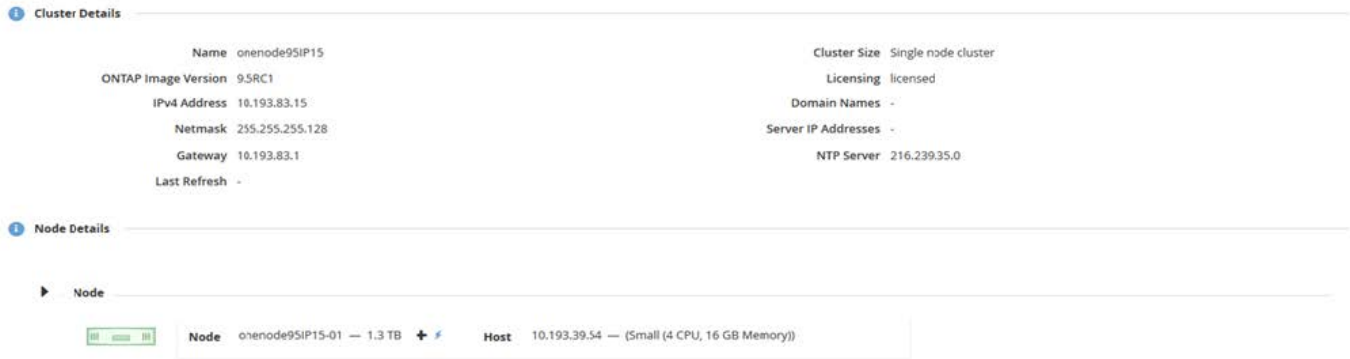 Cluster Details
Name onenode95IP15
Cluster Size Single node cluster
ONTAP Image Version 9.5RC1
Licensing licensed
IPv4 Address 10.193.83.15
Domain Names -
Netmask 255.255.255.128
Server IP Addresses -
Gateway 10.193.83.1
NTP Server 216.239.35.0
Last Refresh -
Node Details
Node
Node onenode95IP15-01 — 1.3 TB Host 10.193.39.54 — (Small (4 CPU, 16 GB Memory))